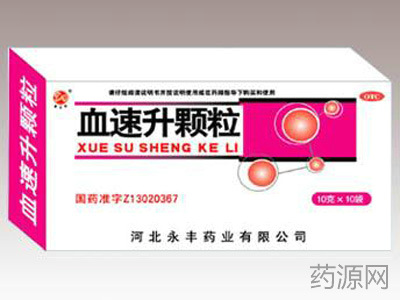 请仔细阅读说明书并按说明使用或在药师指导下购买和使用
OTC
血速升颗粒
XUE SU SHENG KE LI
国药准字Z13020367
10克×10袋
河北永丰药业有限公司
血速升颗粒
药源网